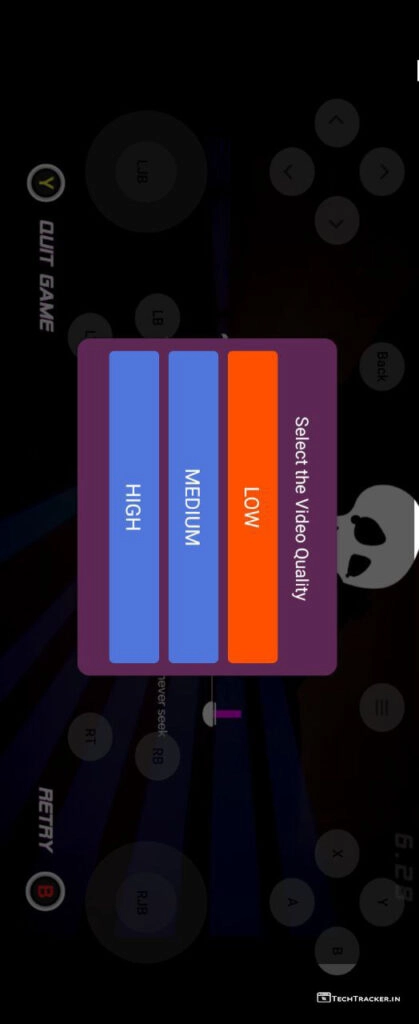 Select the Video Quality
LOW
MEDIUM
HIGH
Back
LJB
LB
L
Y QUIT GAME
never seek
RT
RB
RETRY B
RJB
X
Y
A
B
6.28
TECHTRACKER.IN